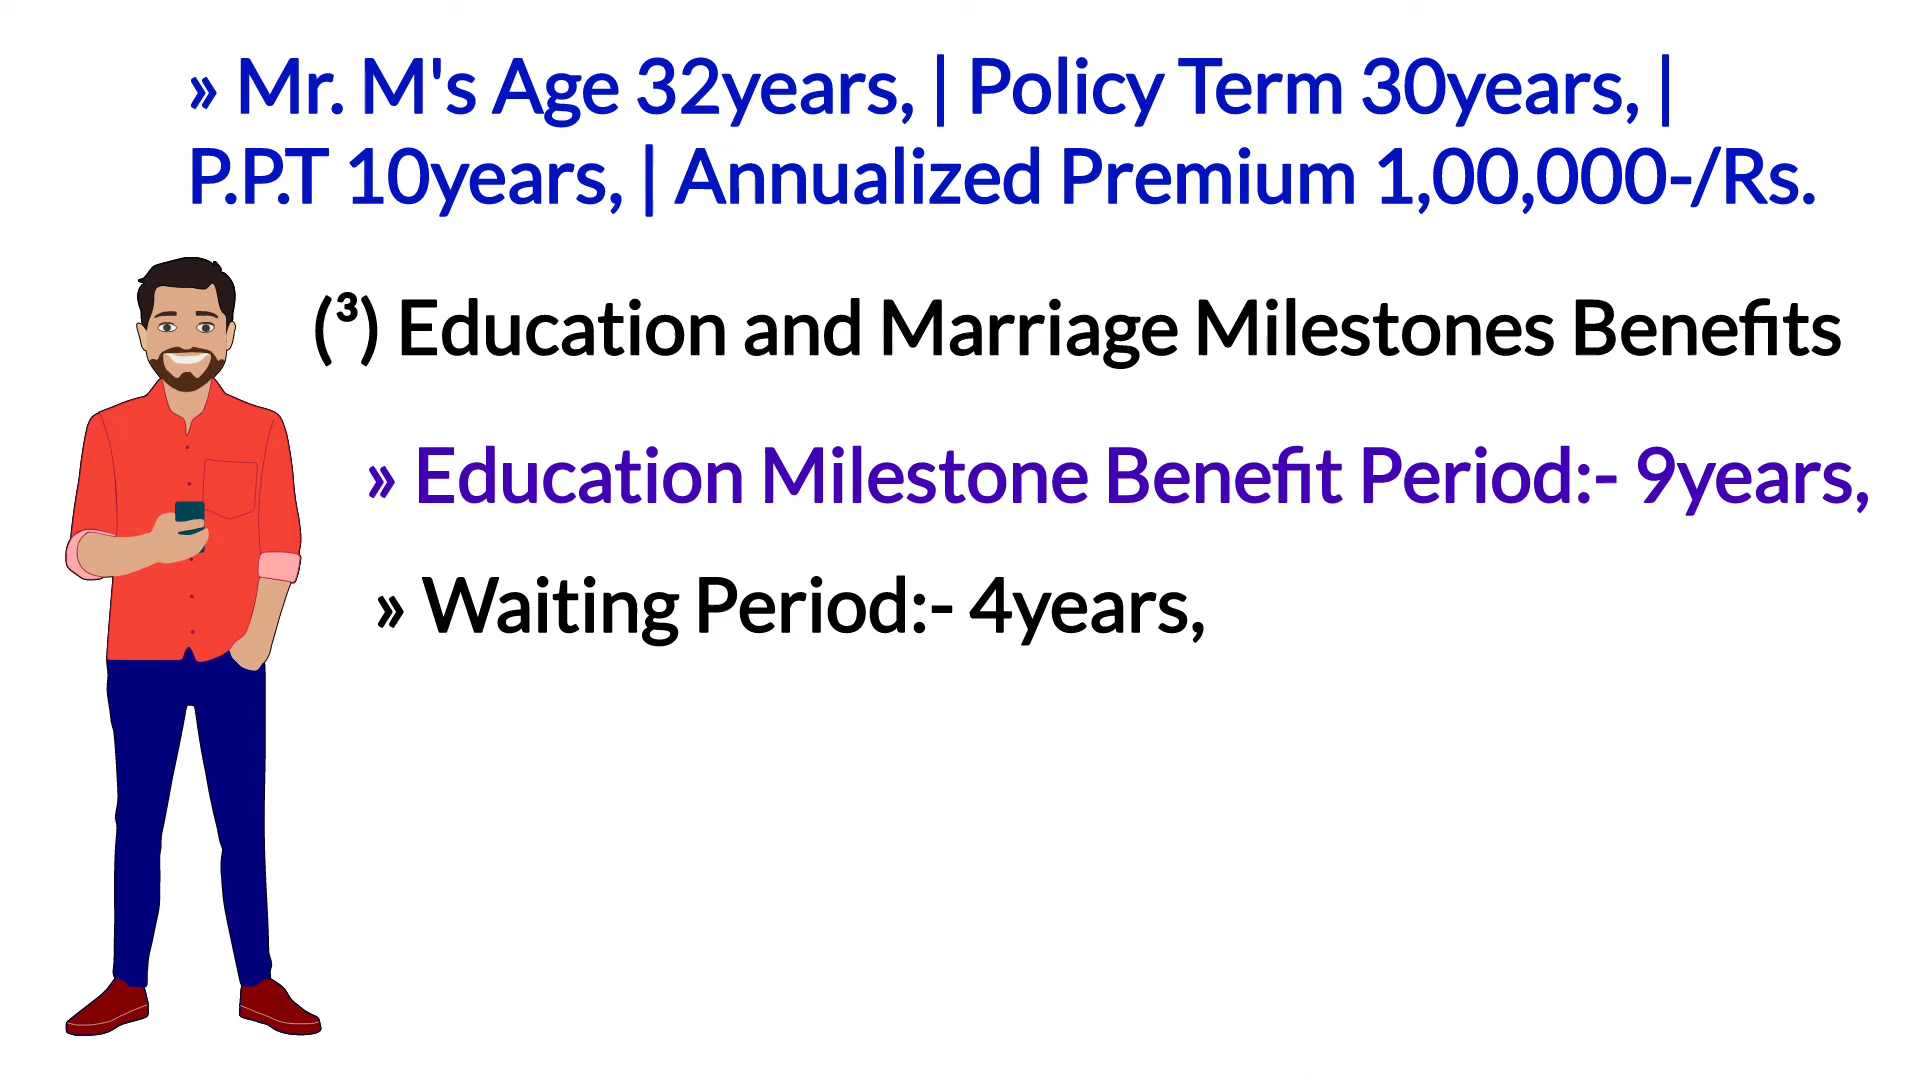 » Mr. M's Age 32years, | Policy Term 30years, |
P.P.T 10years, | Annualized Premium 1,00,000-/Rs.
(³) Education and Marriage Milestones Benefits
» Education Milestone Benefit Period:- 9years,
» Waiting Period:- 4years,